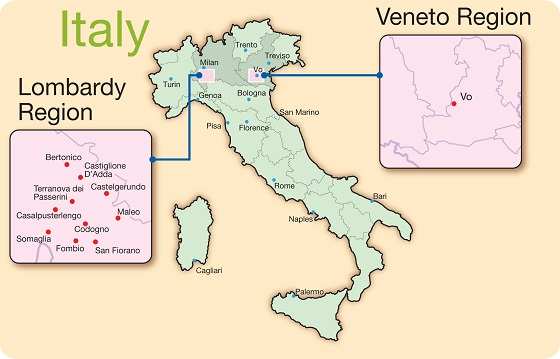 Italy
Veneto Region
Lombardy
Region
Trento
Treviso
Milan
Vo
Turin
Genoa
Bologna
San Marino
Pisa
Florence
Rome
Naples
Bari
Cagliari
Palermo
Vo
Bertonico
Castiglione
D'Adda
Terranova dei
Passerini
Castelgerundo
Casalpusterlengo
Maleo
Codogno
Somaglia
Fombio
San Fiorano